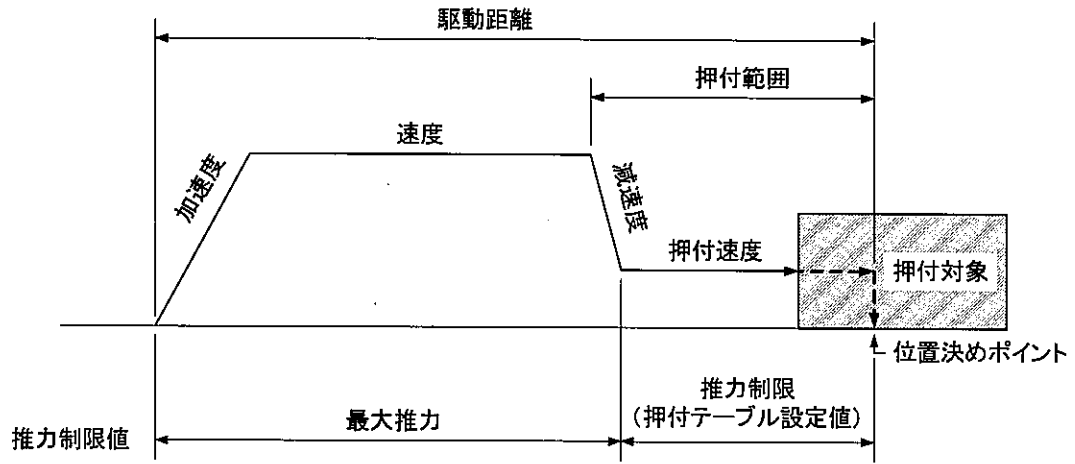 駆動距離
押付範囲
速度
加速度
減速度
押付速度
押付対象
位置決めポイント
推力制限
(押付テーブル設定値)
最大推力
推力制限値